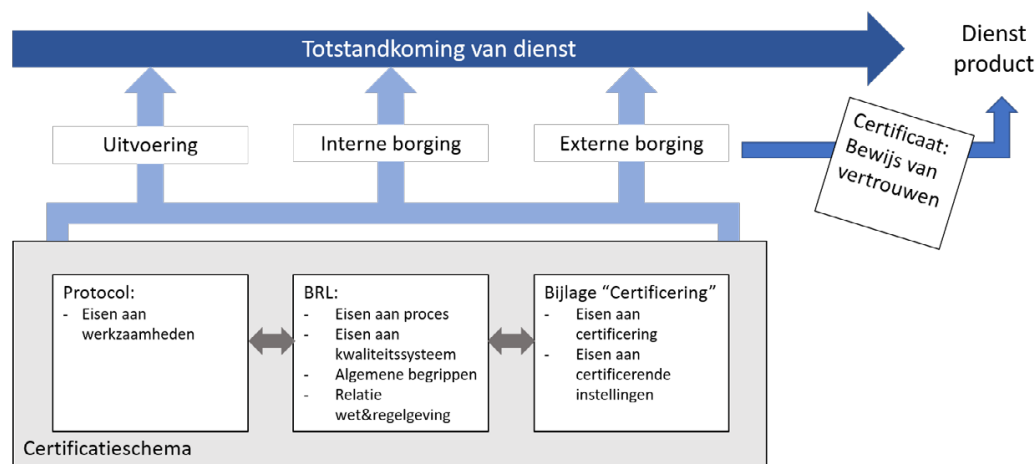 Totstandkoming van dienst
Dienst
product
Uitvoering
Interne borging
Externe borging
Certificaat:
Bewijs van
vertrouwen
Protocol:
- Eisen aan
werkzaamheden
BRL:
- Eisen aan proces
- Eisen aan
kwaliteitssysteem
- Algemene begrippen
- Relatie
wet&regelgeving
Bijlage “Certificering”
- Eisen aan
certificering
- Eisen aan
certificerende
instellingen
Certificatieschema